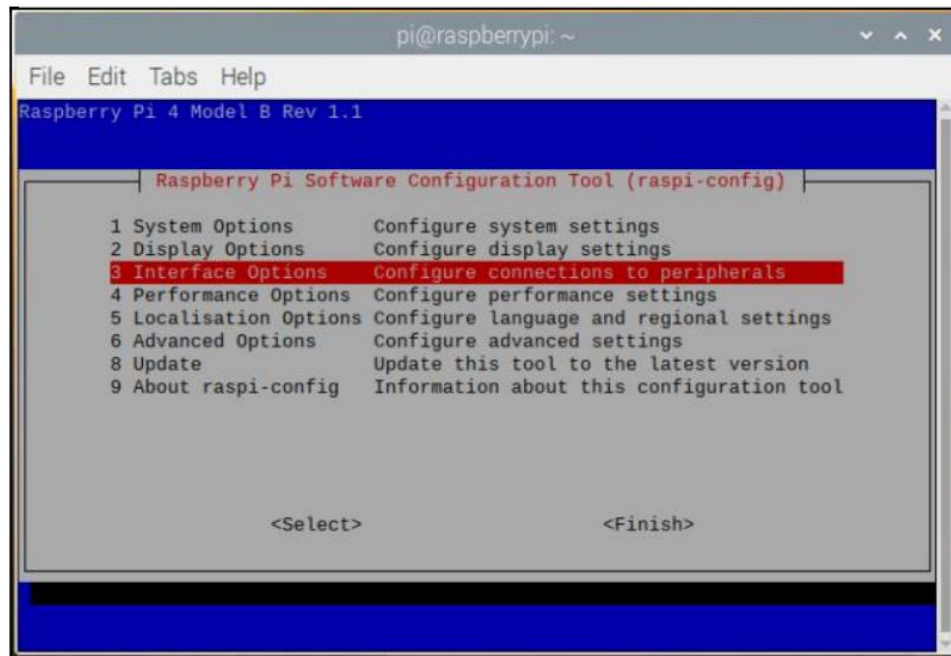 pi@raspberrypi: ~
File Edit Tabs Help
Raspberry Pi 4 Model B Rev 1.1
Raspberry Pi Software Configuration Tool (raspi-config)
1 System Options Configure system settings
2 Display Options Configure display settings
3 Interface Options Configure connections to peripherals
4 Performance Options Configure performance settings
5 Localisation Options Configure language and regional settings
6 Advanced Options Configure advanced settings
8 Update Update this tool to the latest version
9 About raspi-config Information about this configuration tool
<Select> <Finish>